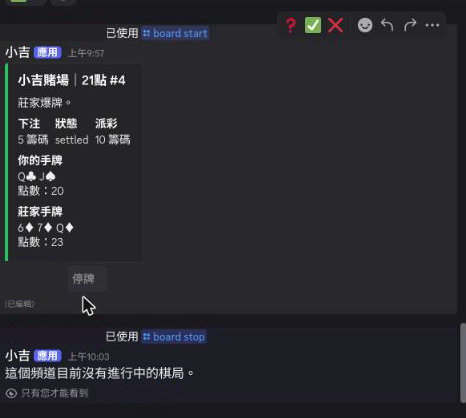 已使用 board start
小吉 應用 上午9:57
小吉賭場｜21點 #4
莊家爆牌。
下注 狀態 派彩
5 籌碼 settled 10 籌碼
你的手牌
Q♣ J♠
點數：20
莊家手牌
6♦ 7♦ Q♦
點數：23
停牌
(已編輯)
已使用 board stop
小吉 應用 上午10:03
這個頻道目前沒有進行中的棋局。
只有您才能看到